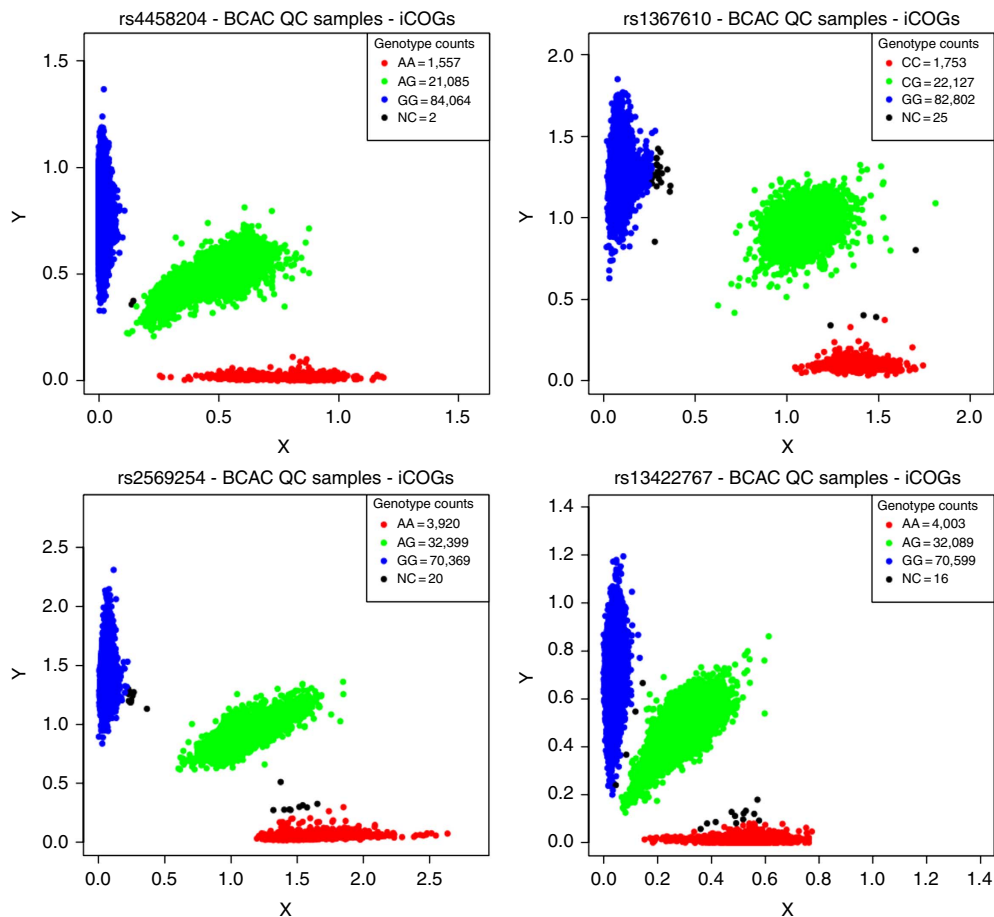 rs4458204 - BCAC QC samples - iCOGs
Genotype counts
AA = 1,557
AG = 21,085
GG = 84,064
NC = 2
1.5
1.0
0.5
0.0
Y
0.0
0.5
1.0
1.5
X
rs1367610 - BCAC QC samples - iCOGs
Genotype counts
CC = 1,753
CG = 22,127
GG = 82,802
NC = 25
2.0
1.5
1.0
0.5
0.0
Y
0.0
0.5
1.0
1.5
2.0
X
rs2569254 - BCAC QC samples - iCOGs
Genotype counts
AA = 3,920
AG = 32,399
GG = 70,369
NC = 20
2.5
2.0
1.5
1.0
0.5
0.0
Y
0.0
0.5
1.0
1.5
2.0
2.5
X
rs13422767 - BCAC QC samples - iCOGs
Genotype counts
AA = 4,003
AG = 32,089
GG = 70,599
NC = 16
1.4
1.2
1.0
0.8
0.6
0.4
0.2
0.0
Y
0.0
0.2
0.4
0.6
0.8
1.0
1.2
1.4
X